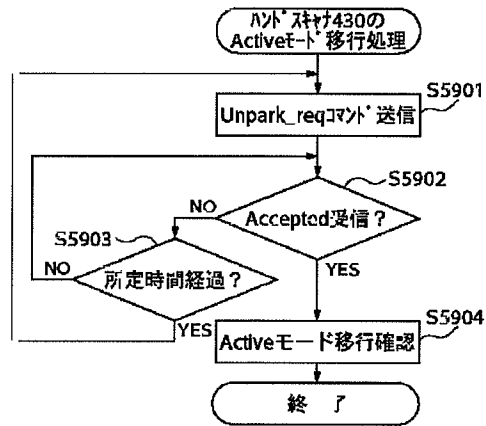 ﾊﾝﾄﾞｽｷｬﾅ430の
Activeﾓｰﾄﾞ移行処理
S5901
Unpark_reqｺﾏﾝﾄﾞ送信
S5902
NO
Accepted受信？
S5903
NO
所定時間経過？
YES
YES
S5904
Activeモード移行確認
終 了